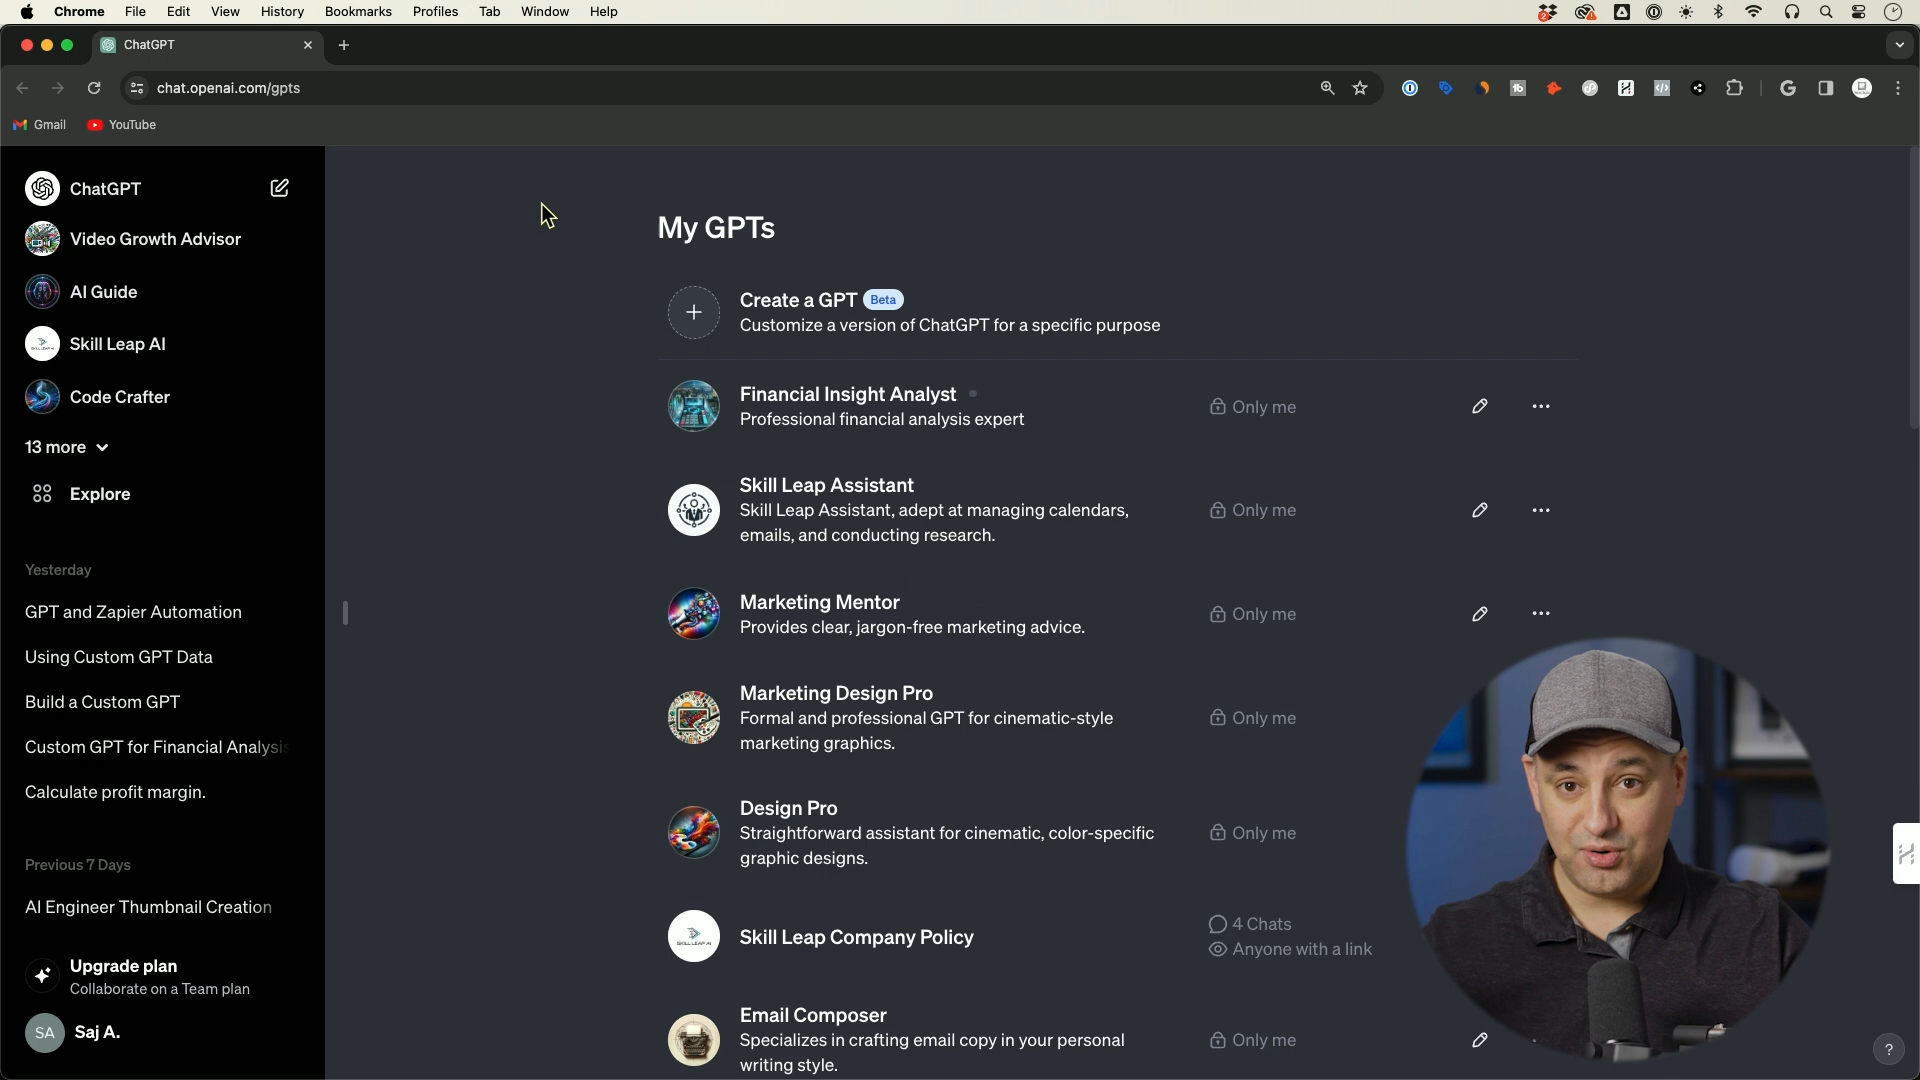 Chrome File Edit View History Bookmarks Profiles Tab Window Help
ChatGPT
chat.openai.com/gpts
Gmail YouTube
ChatGPT
Video Growth Advisor
AI Guide
Skill Leap AI
Code Crafter
13 more
Explore
Yesterday
GPT and Zapier Automation
Using Custom GPT Data
Build a Custom GPT
Custom GPT for Financial Analysis
Calculate profit margin.
Previous 7 Days
AI Engineer Thumbnail Creation
Upgrade plan
Collaborate on a Team plan
SA Saj A.
My GPTs
Create a GPT Beta
Customize a version of ChatGPT for a specific purpose
Financial Insight Analyst
Professional financial analysis expert
Only me
Skill Leap Assistant
Skill Leap Assistant, adept at managing calendars,
emails, and conducting research.
Only me
Marketing Mentor
Provides clear, jargon-free marketing advice.
Only me
Marketing Design Pro
Formal and professional GPT for cinematic-style
marketing graphics.
Only me
Design Pro
Straightforward assistant for cinematic, color-specific
graphic designs.
Only me
Skill Leap Company Policy
4 Chats
Anyone with a link
Email Composer
Specializes in crafting email copy in your personal
writing style.
Only me
?